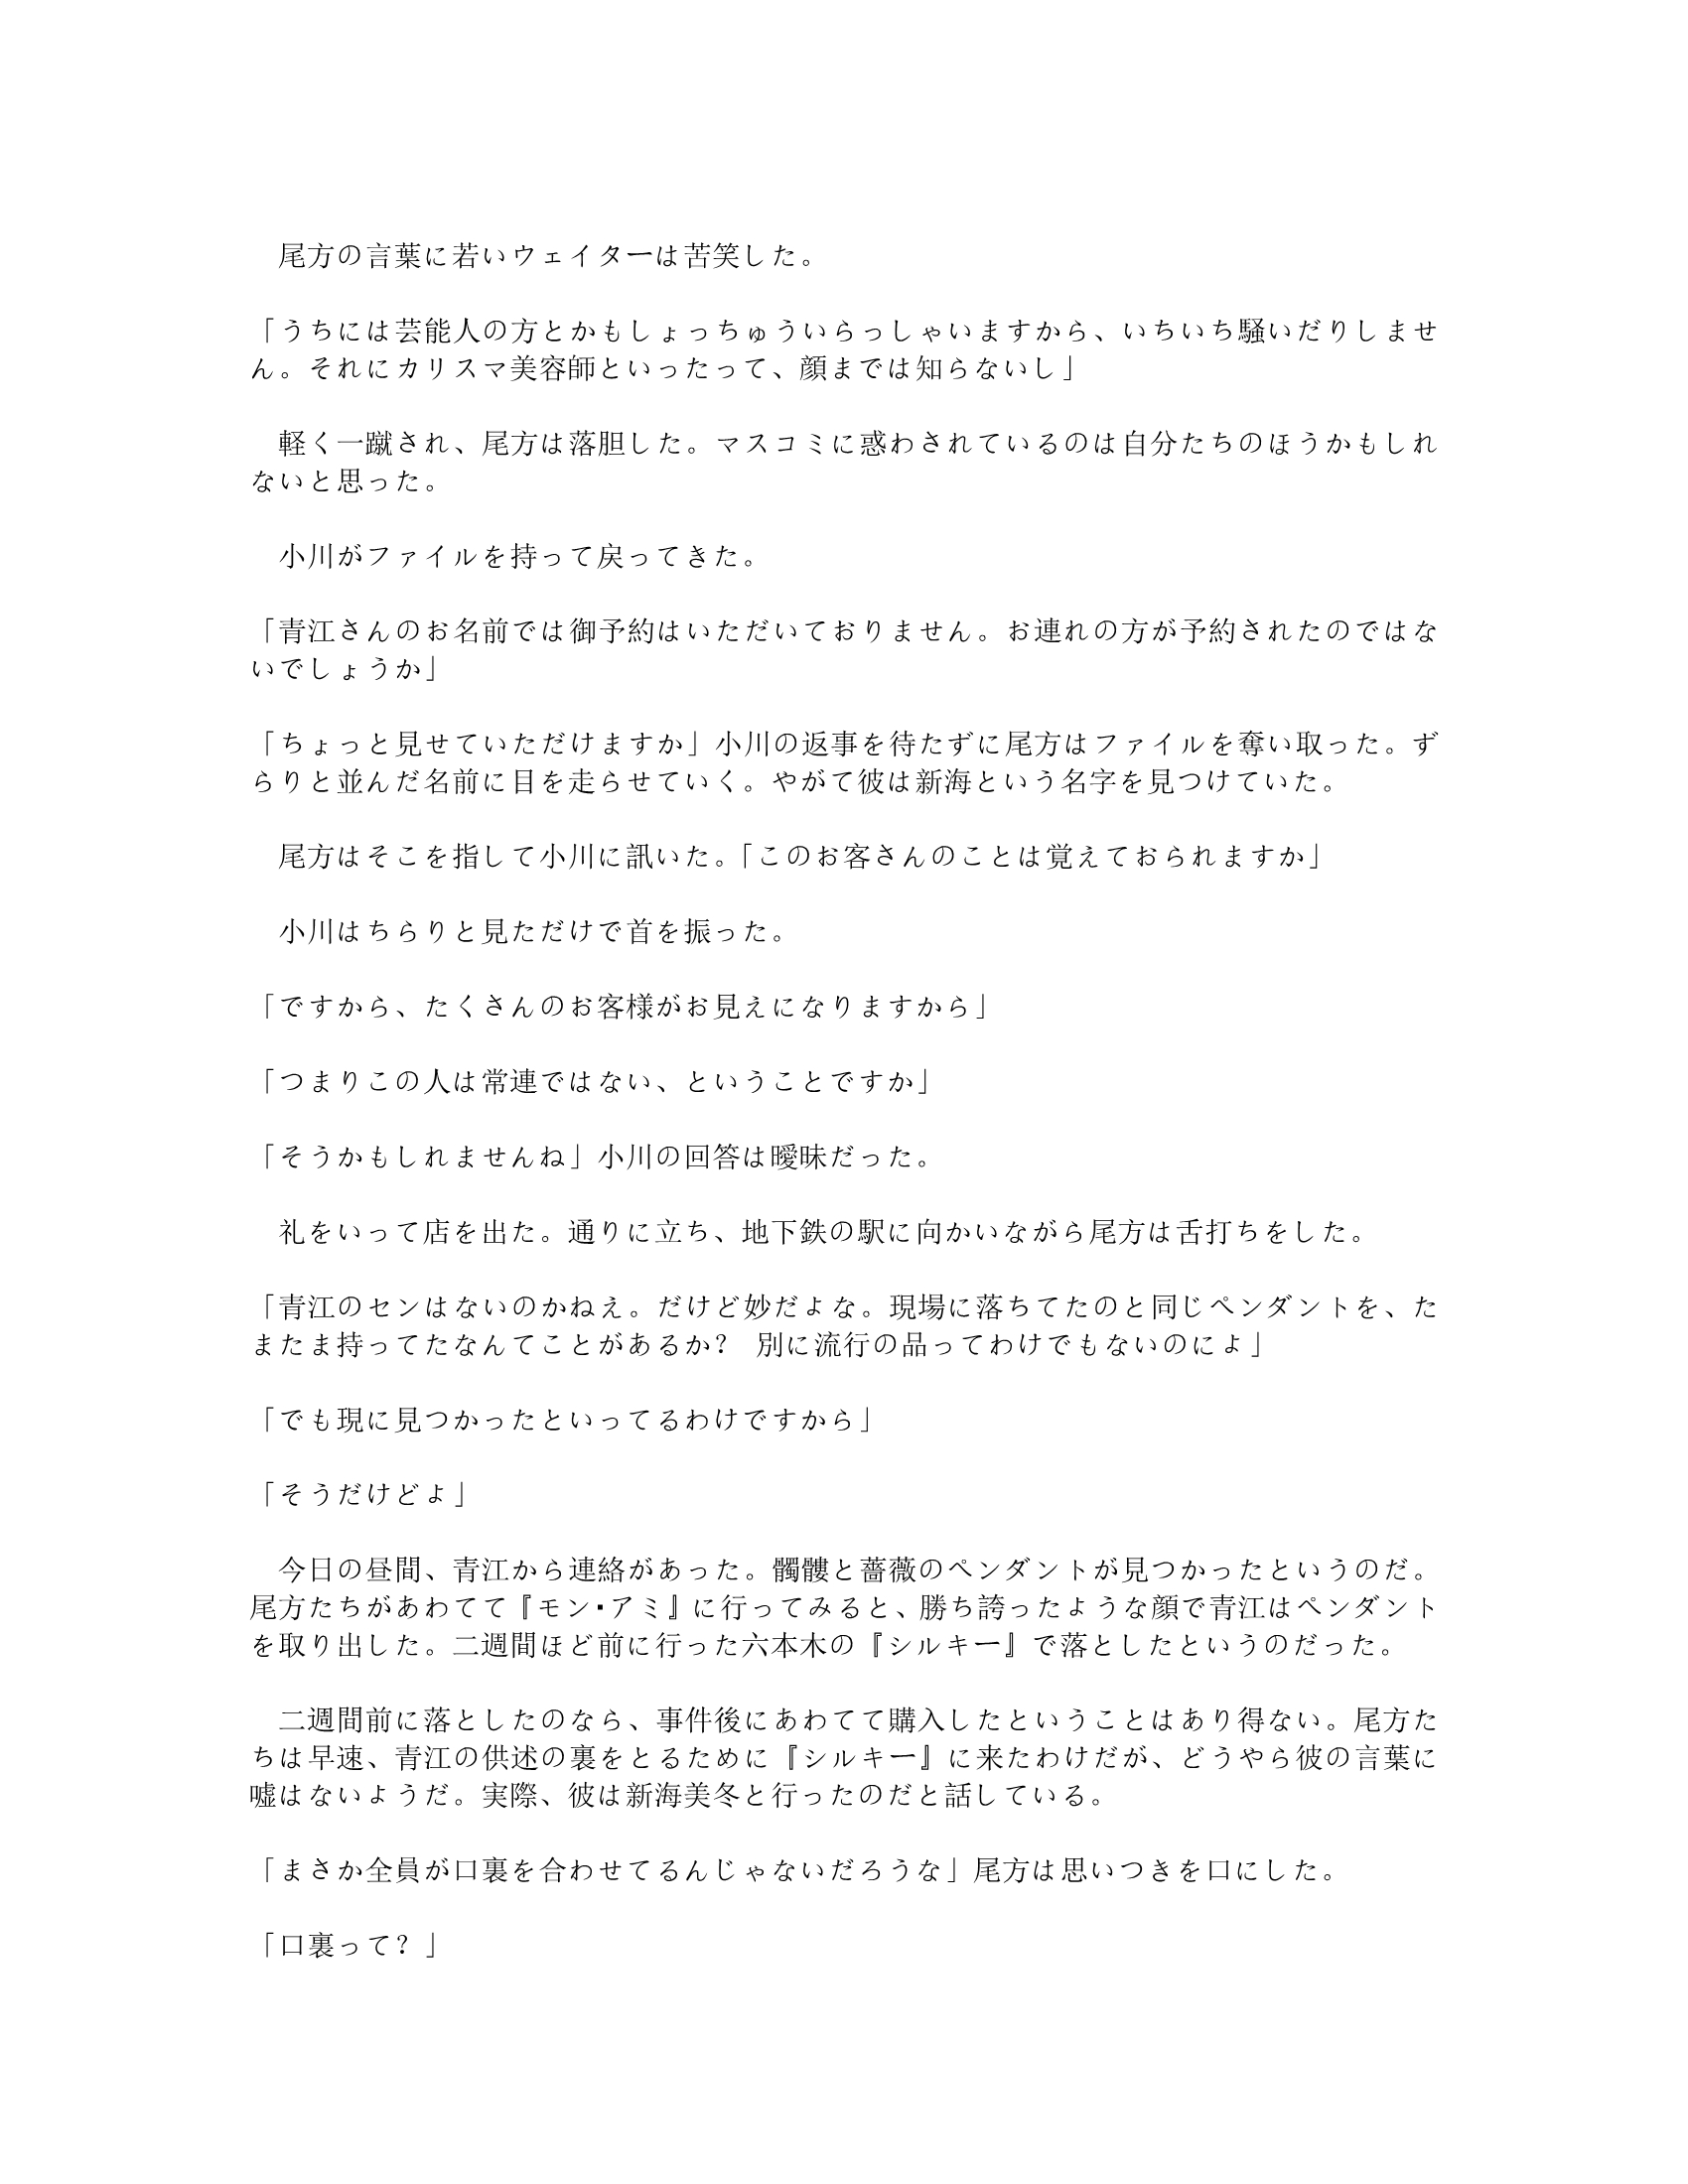 尾方の言葉に若いウェイターは苦笑した。
「うちには芸能人の方とかもしょっちゅういらっしゃいますから、いちいち騒いだりしませ
ん。それにカリスマ美容師といったって、顔までは知らないし」
軽く一蹴され、尾方は落胆した。マスコミに惑わされているのは自分たちのほうかもしれ
ないと思った。
小川がファイルを持って戻ってきた。
「青江さんのお名前では御予約はいただいておりません。お連れの方が予約されたのではな
いでしょうか」
「ちょっと見せていただけますか」小川の返事を待たずに尾方はファイルを奪い取った。ず
らりと並んだ名前に目を走らせていく。やがて彼は新海という名字を見つけていた。
尾方はそこを指して小川に訊いた。「このお客さんのことは覚えておられますか」
小川はちらりと見ただけで首を振った。
「ですから、たくさんのお客様がお見えになりますから」
「つまりこの人は常連ではない、ということですか」
「そうかもしれませんね」小川の回答は曖昧だった。
礼をいって店を出た。通りに立ち、地下鉄の駅に向かいながら尾方は舌打ちをした。
「青江のセンはないのかねえ。だけど妙だよな。現場に落ちてたのと同じペンダントを、た
またま持ってたなんてことがあるか？　別に流行の品ってわけでもないのによ」
「でも現に見つかったといってるわけですから」
「そうだけどよ」
今日の昼間、青江から連絡があった。髑髏と薔薇のペンダントが見つかったというのだ。
尾方たちがあわてて『モン・アミ』に行ってみると、勝ち誇ったような顔で青江はペンダント
を取り出した。二週間ほど前に行った六本木の『シルキー』で落としたというのだった。
二週間前に落としたのなら、事件後にあわてて購入したということはあり得ない。尾方た
ちは早速、青江の供述の裏をとるために『シルキー』に来たわけだが、どうやら彼の言葉に
嘘はないようだ。実際、彼は新海美冬と行ったのだと話している。
「まさか全員が口裏を合わせてるんじゃないだろうな」尾方は思いつきを口にした。
「口裏って？」